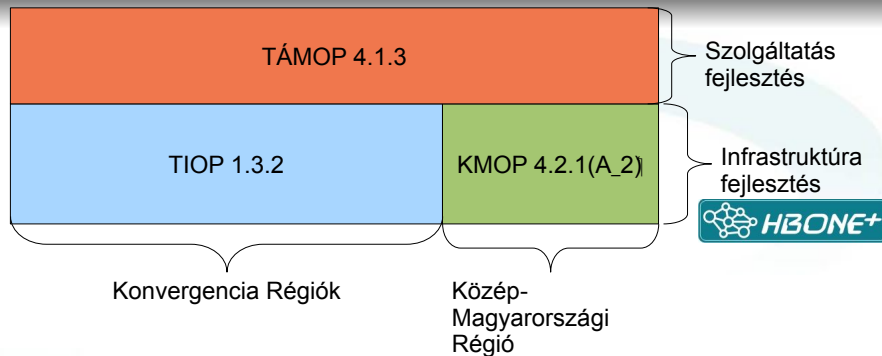 TÁMOP 4.1.3
Szolgáltatás
fejlesztés
TIOP 1.3.2
KMOP 4.2.1(A_2)
Infrastruktúra
fejlesztés
HBONE+
Konvergencia Régiók
Közép-
Magyarországi
Régió